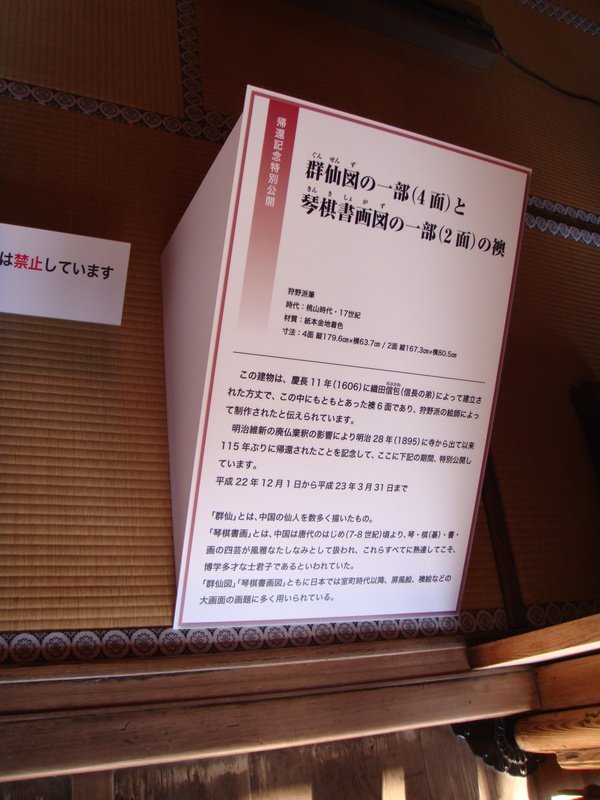 帰還記念特別公開
ぐんせんず
群仙図の一部(4面)と
きんきしょがず
琴棋書画図の一部(2面)の襖
狩野派筆
時代：桃山時代・17世紀
材質：紙本金地着色
寸法：4面 縦179.6cm×横63.7cm / 2面 縦167.3cm×横80.5cm
この建物は、慶長11年(1606)に織田信包(信長の弟)によって建立さ
のぶかね
れた方丈で、この中にもともとあった襖6面であり、狩野派の絵師によっ
て制作されたと伝えられています。
明治維新の廃仏棄釈の影響により明治28年(1895)に寺から出て以来
115年ぶりに帰還されたことを記念して、ここに下記の期間、特別公開し
ています。
平成22年12月1日から平成23年3月31日まで
「群仙」とは、中国の仙人を数多く描いたもの。
「琴棋書画」とは、中国は唐代のはじめ(7-8世紀)頃より、琴・棋(碁)・書・
画の四芸が風雅なたしなみとして扱われ、これらすべてに熟達してこそ、
博学多才な士君子であるといわれていた。
「群仙図」「琴棋書画図」ともに日本では室町時代以降、屏風絵、襖絵などの
大画面の画題に多く用いられている。
は禁止しています